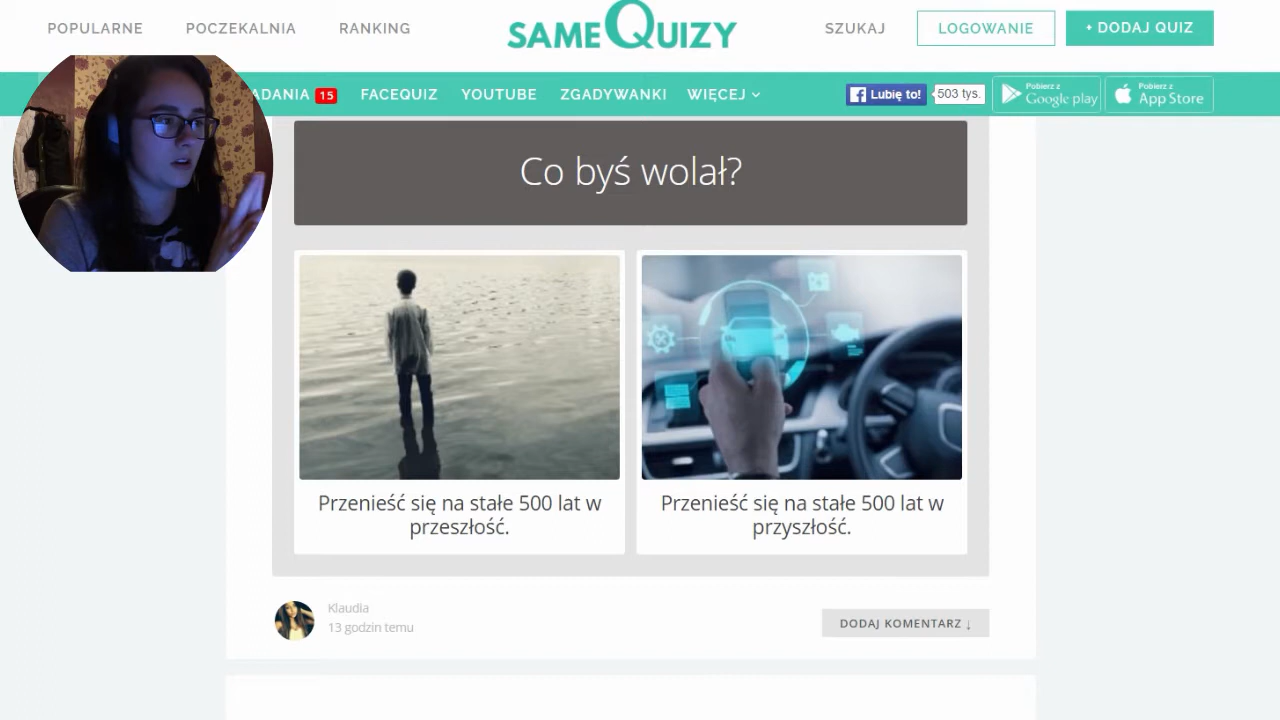 POPULARNE
POCZEKALNIA
RANKING
SAMEQUIZY
SZUKAJ
LOGOWANIE
+ DODAJ QUIZ
15
FACEQUIZ
YOUTUBE
ZGADYWANKI
WIĘCEJ
Lubię to!
503 tys.
Pobierz z
Google play
Pobierz z
App Store
Co byś wolał?
Przenieść się na stałe 500 lat w
przeszłość.
Przenieść się na stałe 500 lat w
przyszłość.
Klaudia
13 godzin temu
DODAJ KOMENTARZ ↓